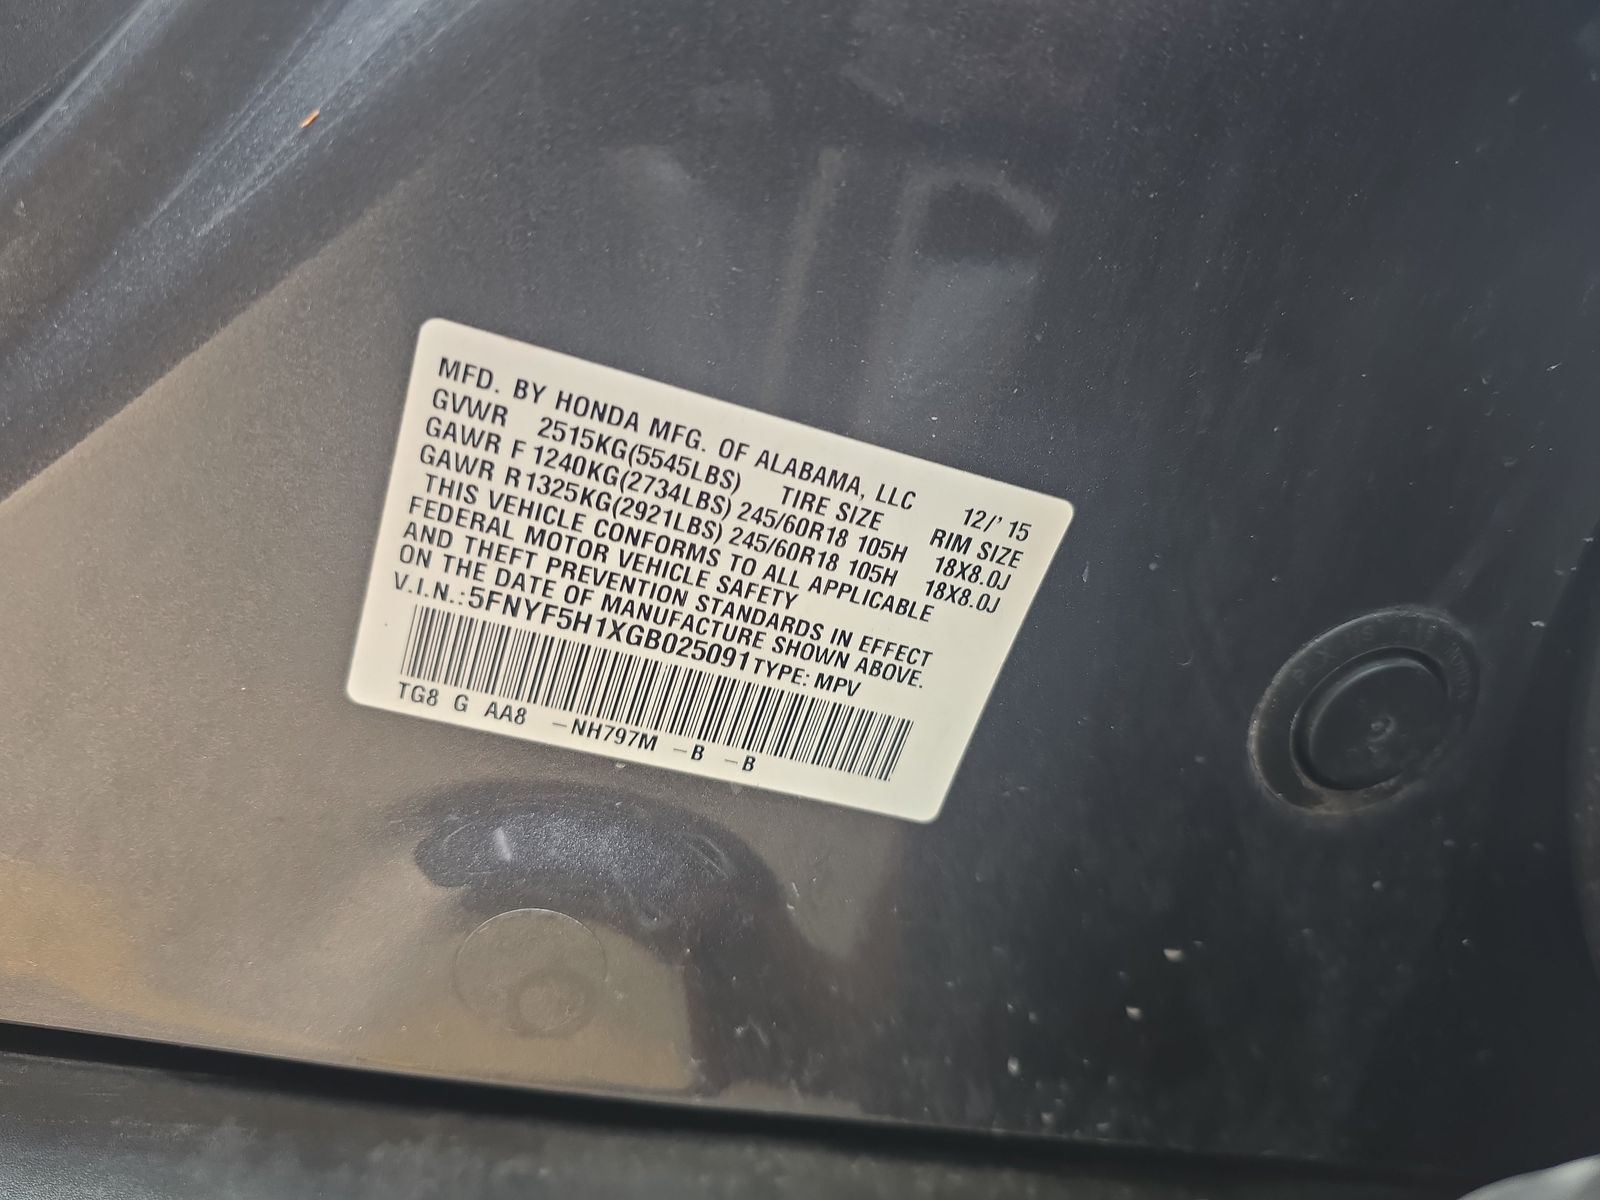 MFD. BY HONDA MFG. OF ALABAMA, LLC 12/' 15
GVWR 2515KG(5545LBS) TIRE SIZE RIM SIZE
GAWR F 1240KG(2734LBS) 245/60R18 105H 18X8.0J
GAWR R 1325KG(2921LBS) 245/60R18 105H 18X8.0J
THIS VEHICLE CONFORMS TO ALL APPLICABLE
FEDERAL MOTOR VEHICLE SAFETY
AND THEFT PREVENTION STANDARDS IN EFFECT
ON THE DATE OF MANUFACTURE SHOWN ABOVE.
V.I.N.: 5FNYF5H1XGB025091 TYPE: MPV
TG8 G AA8 -NH797M -B -B